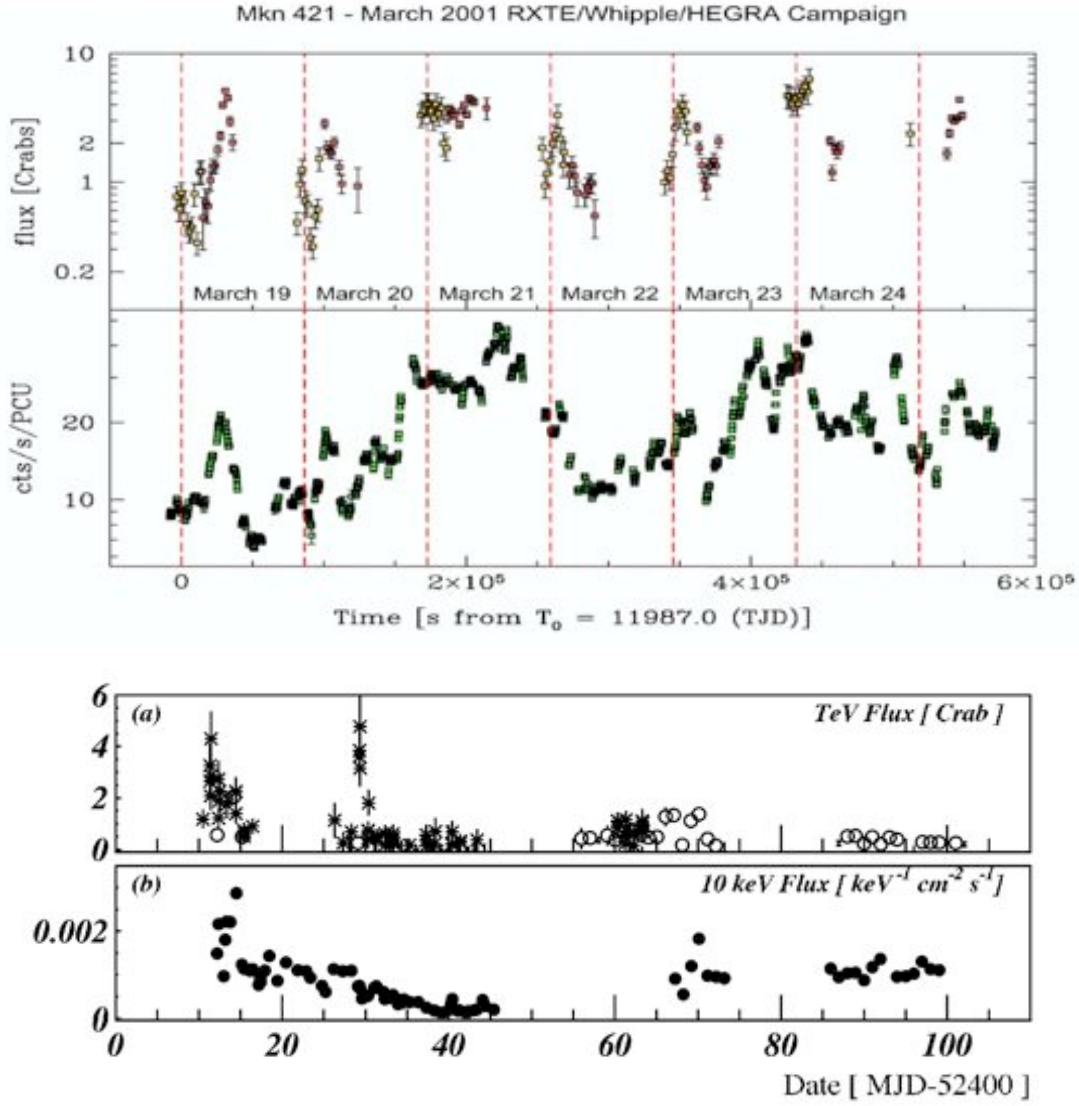 Mkn 421 - March 2001 RXTE/Whipple/HEGRA Campaign
flux [Crabs]
10
2
1
0.2
March 19 March 20 March 21 March 22 March 23 March 24
cts/s/PCU
20
10
0 2×10⁵ 4×10⁵ 6×10⁵
Time [s from T₀ = 11987.0 (TJD)]
6 (a) TeV Flux [ Crab ]
4
2
0
(b) 10 keV Flux [ keV⁻¹ cm⁻² s⁻¹]
0.002
0
0 20 40 60 80 100
Date [ MJD-52400 ]